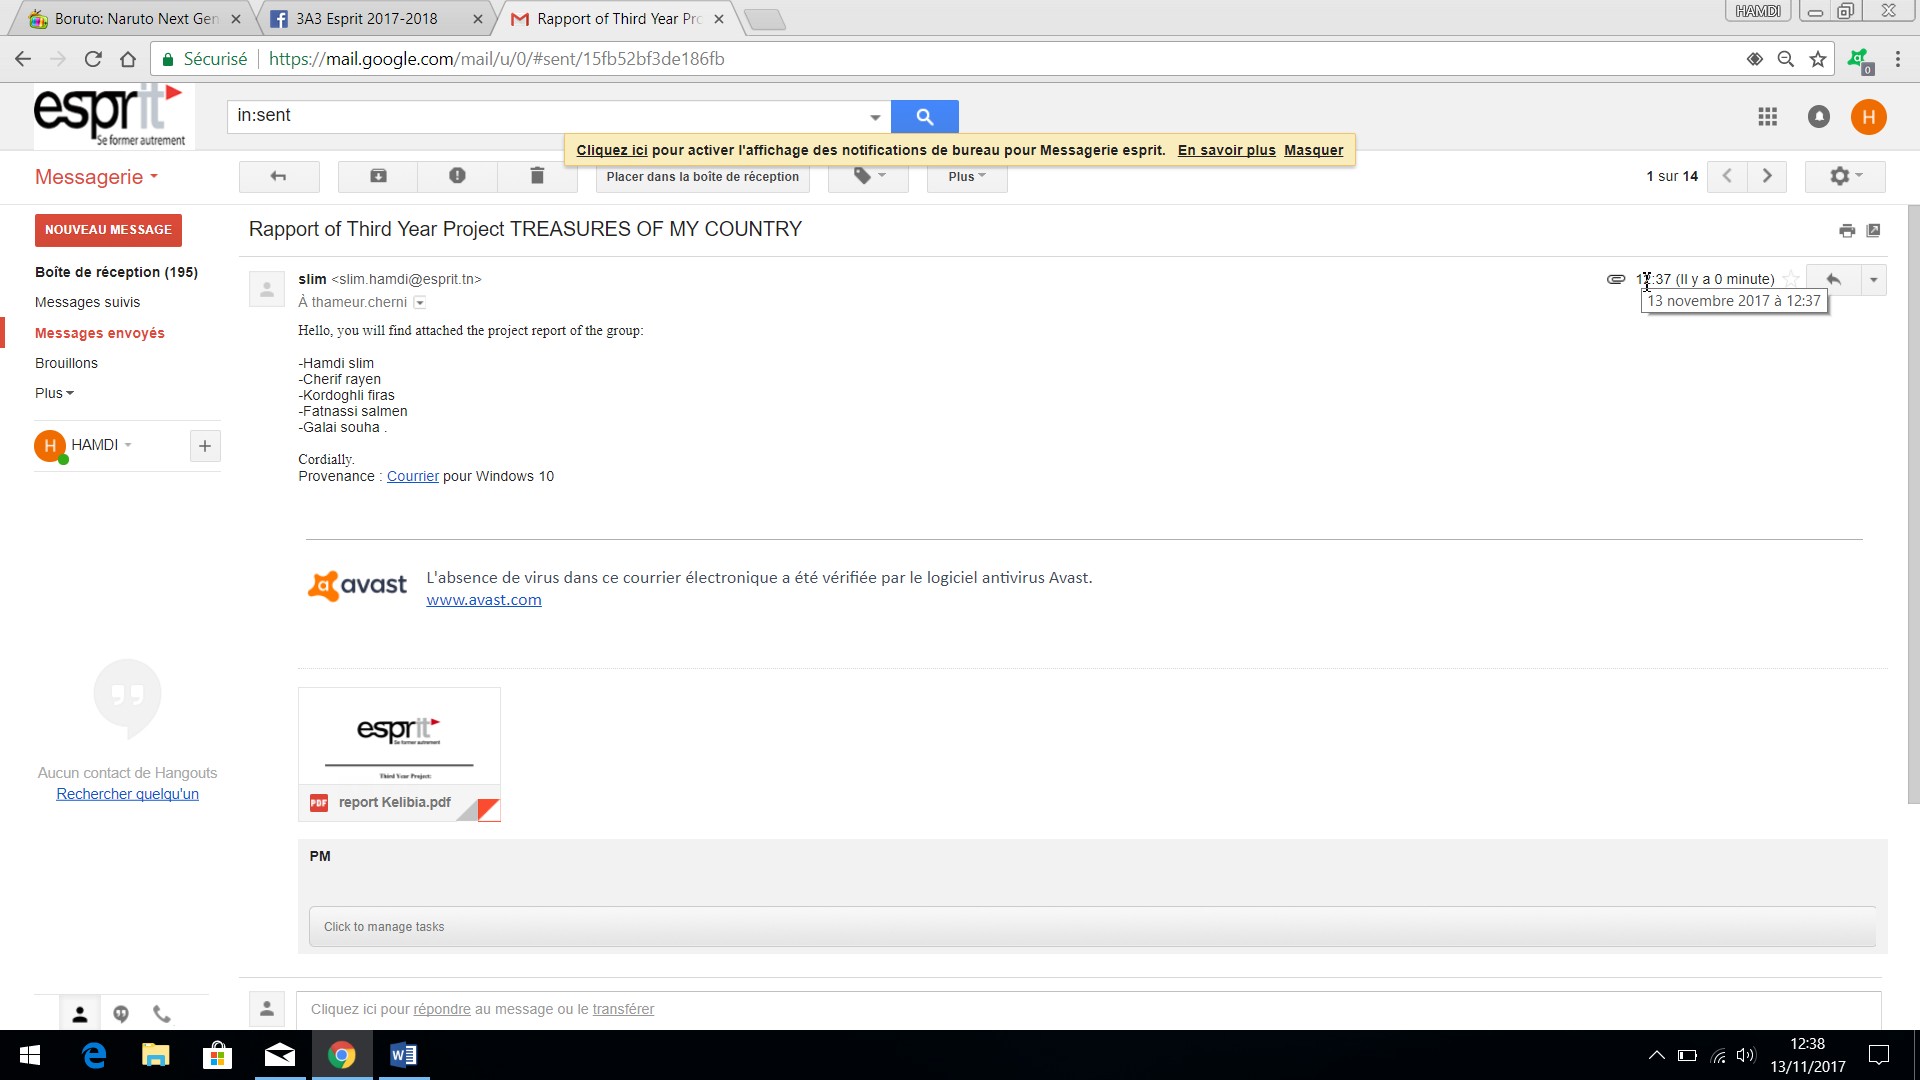 Boruto: Naruto Next Gen
3A3 Esprit 2017-2018
Rapport of Third Year Pro
HAMDI
Sécurisé
https://mail.google.com/mail/u/0/#sent/15fb52bf3de186fb
0
esprit
Se former autrement
in:sent
H
Cliquez ici pour activer l'affichage des notifications de bureau pour Messagerie esprit. En savoir plus Masquer
Messagerie
Placer dans la boîte de réception
Plus
1 sur 14
NOUVEAU MESSAGE
Rapport of Third Year Project TREASURES OF MY COUNTRY
Boîte de réception (195)
Messages suivis
Messages envoyés
Brouillons
Plus
H HAMDI
slim <slim.hamdi@esprit.tn>
12:37 (Il y a 0 minute)
À thameur.cherni
13 novembre 2017 à 12:37
Hello, you will find attached the project report of the group:
-Hamdi slim
-Cherif rayen
-Kordoghli firas
-Fatnassi salmen
-Galai souha .
Cordially.
Provenance : Courrier pour Windows 10
avast
L'absence de virus dans ce courrier électronique a été vérifiée par le logiciel antivirus Avast.
www.avast.com
esprit
Se former autrement
Third Year Project:
PDF report Kelibia.pdf
Aucun contact de Hangouts
Rechercher quelqu'un
PM
Click to manage tasks
Cliquez ici pour répondre au message ou le transférer
12:38
13/11/2017